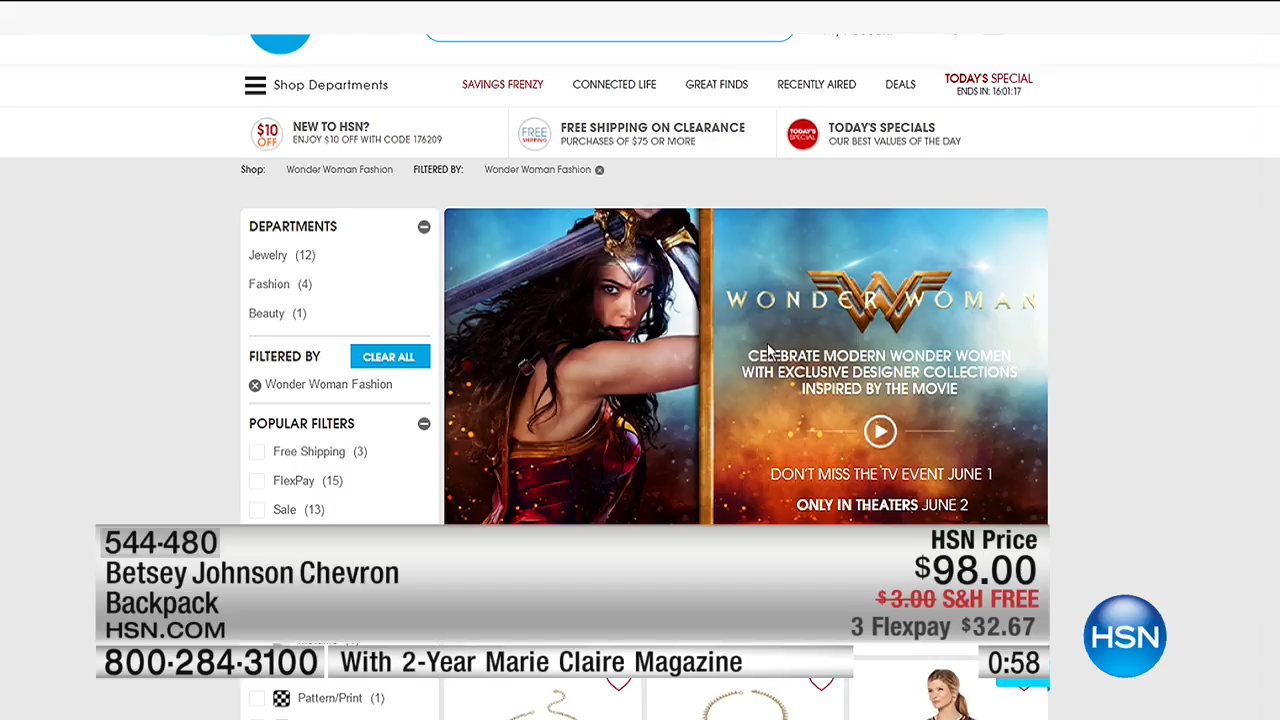 Shop Departments
SAVINGS FRENZY
CONNECTED LIFE
GREAT FINDS
RECENTLY AIRED
DEALS
TODAY'S SPECIAL
ENDS IN: 16:01:17
$10 OFF
NEW TO HSN?
ENJOY $10 OFF WITH CODE 176209
FREE SHIPPING
FREE SHIPPING ON CLEARANCE
PURCHASES OF $75 OR MORE
TODAY'S SPECIAL
TODAY'S SPECIALS
OUR BEST VALUES OF THE DAY
Shop: Wonder Woman Fashion FILTERED BY: Wonder Woman Fashion
DEPARTMENTS
Jewelry (12)
Fashion (4)
Beauty (1)
FILTERED BY
CLEAR ALL
Wonder Woman Fashion
POPULAR FILTERS
Free Shipping (3)
FlexPay (15)
Sale (13)
WONDER WOMAN
CELEBRATE MODERN WONDER WOMEN
WITH EXCLUSIVE DESIGNER COLLECTIONS
INSPIRED BY THE MOVIE
DON'T MISS THE TV EVENT JUNE 1
ONLY IN THEATERS JUNE 2
544-480
Betsey Johnson Chevron
Backpack
HSN.COM
HSN Price
$98.00
$3.00 S&H FREE
3 Flexpay $32.67
800·284·3100
With 2-Year Marie Claire Magazine
0:58
HSN
Pattern/Print (1)